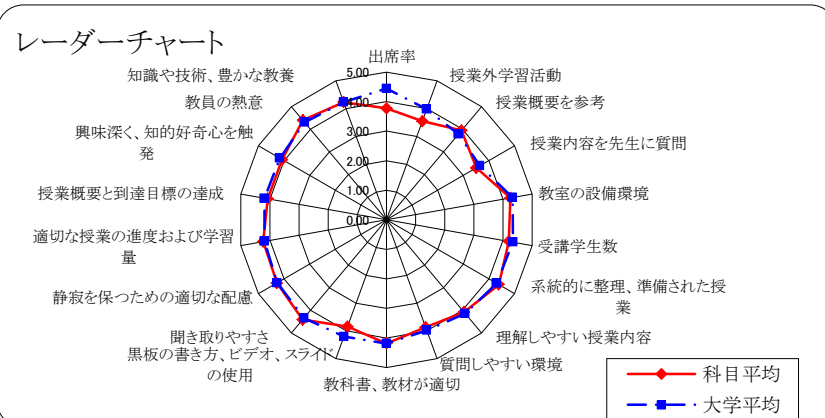 レーダーチャート
出席率
授業外学習活動
授業概要を参考
授業内容を先生に質問
教室の設備環境
受講学生数
系統的に整理、準備された授
業
理解しやすい授業内容
質問しやすい環境
教科書、教材が適切
黒板の書き方、ビデオ、スライド
の使用
聞き取りやすさ
静寂を保つための適切な配慮
適切な授業の進度および学習
量
授業概要と到達目標の達成
興味深く、知的好奇心を触
発
教員の熱意
知識や技術、豊かな教養
5.00
4.00
3.00
2.00
1.00
0.00
科目平均
大学平均